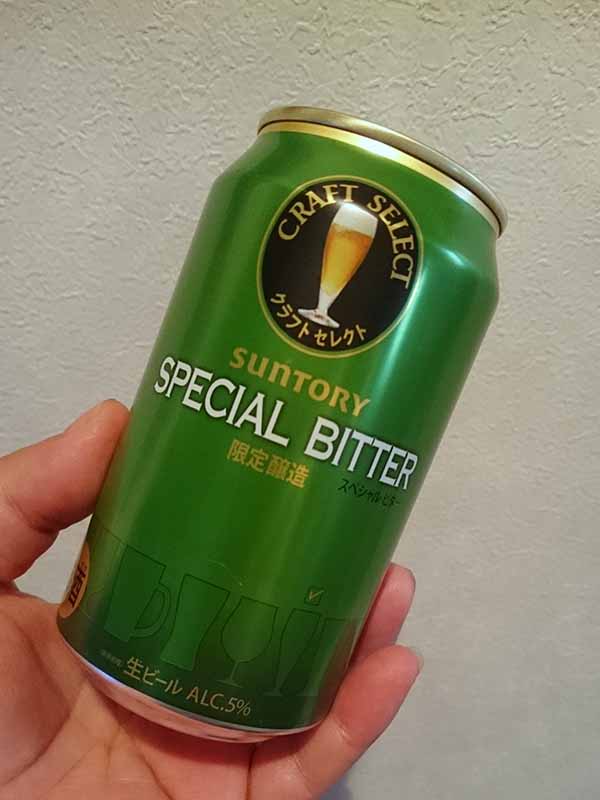 CRAFT SELECT
クラフトセレクト
SUNTORY
SPECIAL BITTER
限定醸造
スペシャル・ビター
生ビール ALC.5%